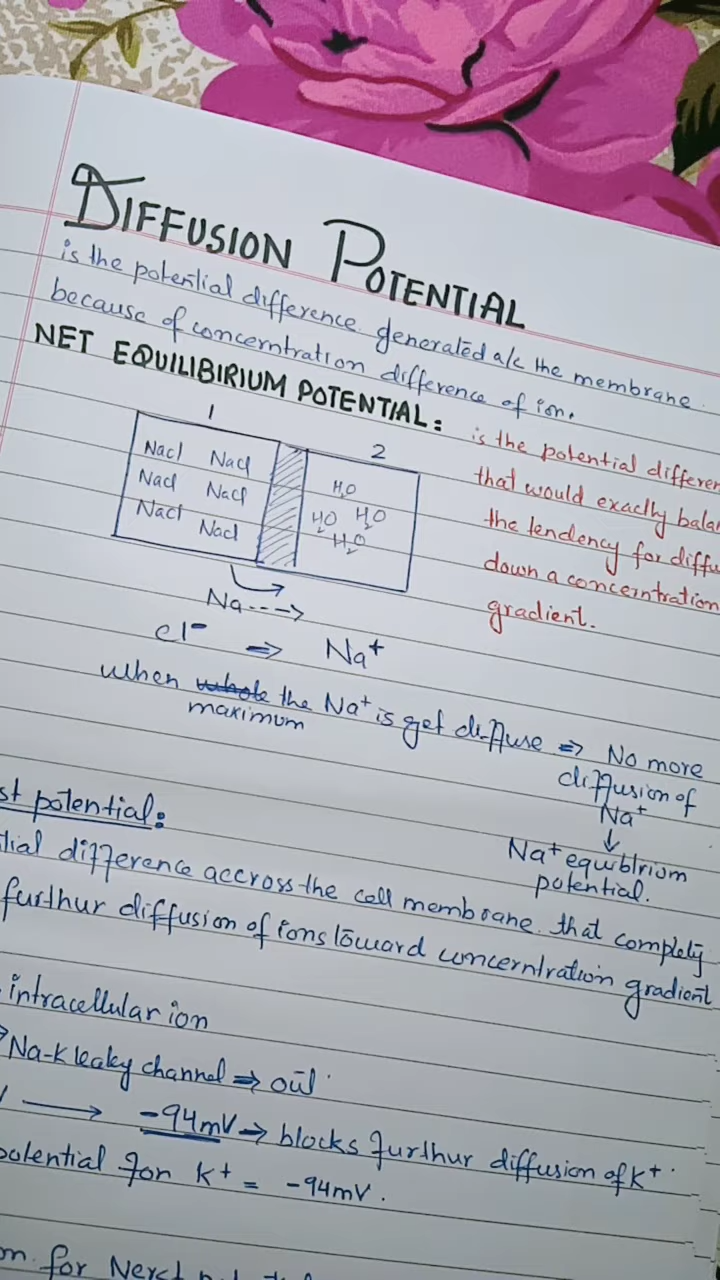 DIFFUSION POTENTIAL
is the potential difference generated a/c the membrane.
because of concerntration difference of ion.
NET EQUILIBIRIUM POTENTIAL:
is the potential differen
that would exactly bala
the tendency for diffu
down a concerntration
gradient.
1
2
Nacl Nacl
Nacl Nacl
Nacl Nacl
H2O
H2O H2O
H2O
Na --->
cl- => Na+
when the Na+ is get diffuse => No more
maximum
diffusion of
Na+
↓
Na+ equiblrium
potential.
st potential:
tial difference accross the cell membrane that complety
furthur diffusion of ions toward concerntration gradient
intracellular ion
Na-K leaky channel => out
→ -94mV → blocks furthur diffusion of K+.
potential for K+ = -94mV.
for